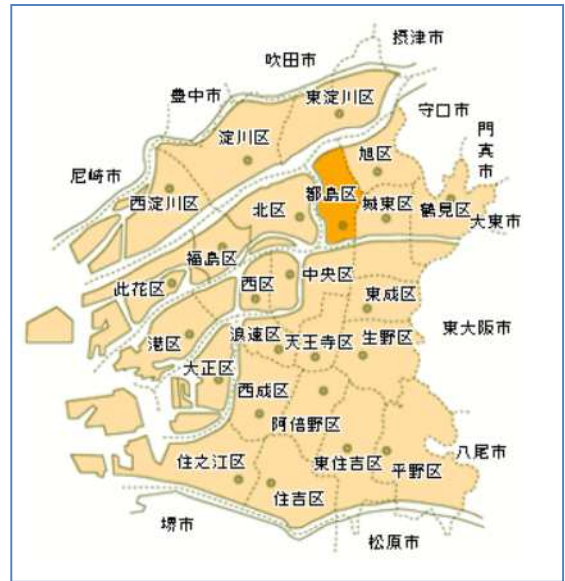 摂津市
吹田市
豊中市
東淀川区
守口市
門真市
淀川区
旭区
尼崎市
西淀川区
都島区
城東区
鶴見区
北区
大東市
福島区
中央区
此花区
西区
東成区
東大阪市
港区
浪速区
天王寺区
生野区
大正区
西成区
阿倍野区
八尾市
住之江区
東住吉区
平野区
住吉区
堺市
松原市